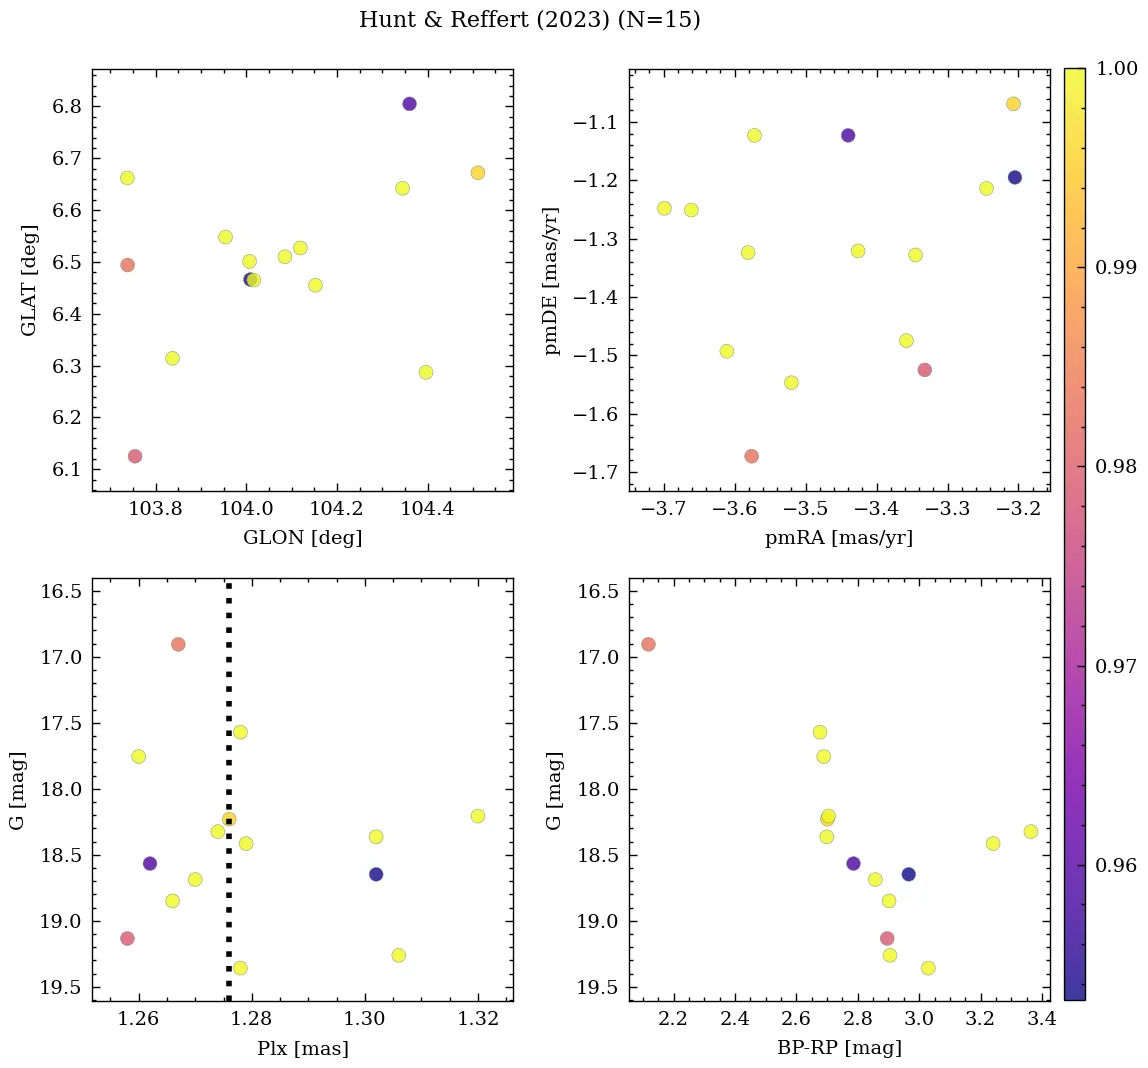 Hunt & Reffert (2023) (N=15)
6.8
6.7
6.6
6.5
6.4
6.3
6.2
6.1
GLAT [deg]
103.8 104.0 104.2 104.4
GLON [deg]
−1.1
−1.2
−1.3
−1.4
−1.5
−1.6
−1.7
pmDE [mas/yr]
−3.7 −3.6 −3.5 −3.4 −3.3 −3.2
pmRA [mas/yr]
16.5
17.0
17.5
18.0
18.5
19.0
19.5
G [mag]
1.26 1.28 1.30 1.32
Plx [mas]
16.5
17.0
17.5
18.0
18.5
19.0
19.5
G [mag]
2.2 2.4 2.6 2.8 3.0 3.2 3.4
BP-RP [mag]
1.00
0.99
0.98
0.97
0.96